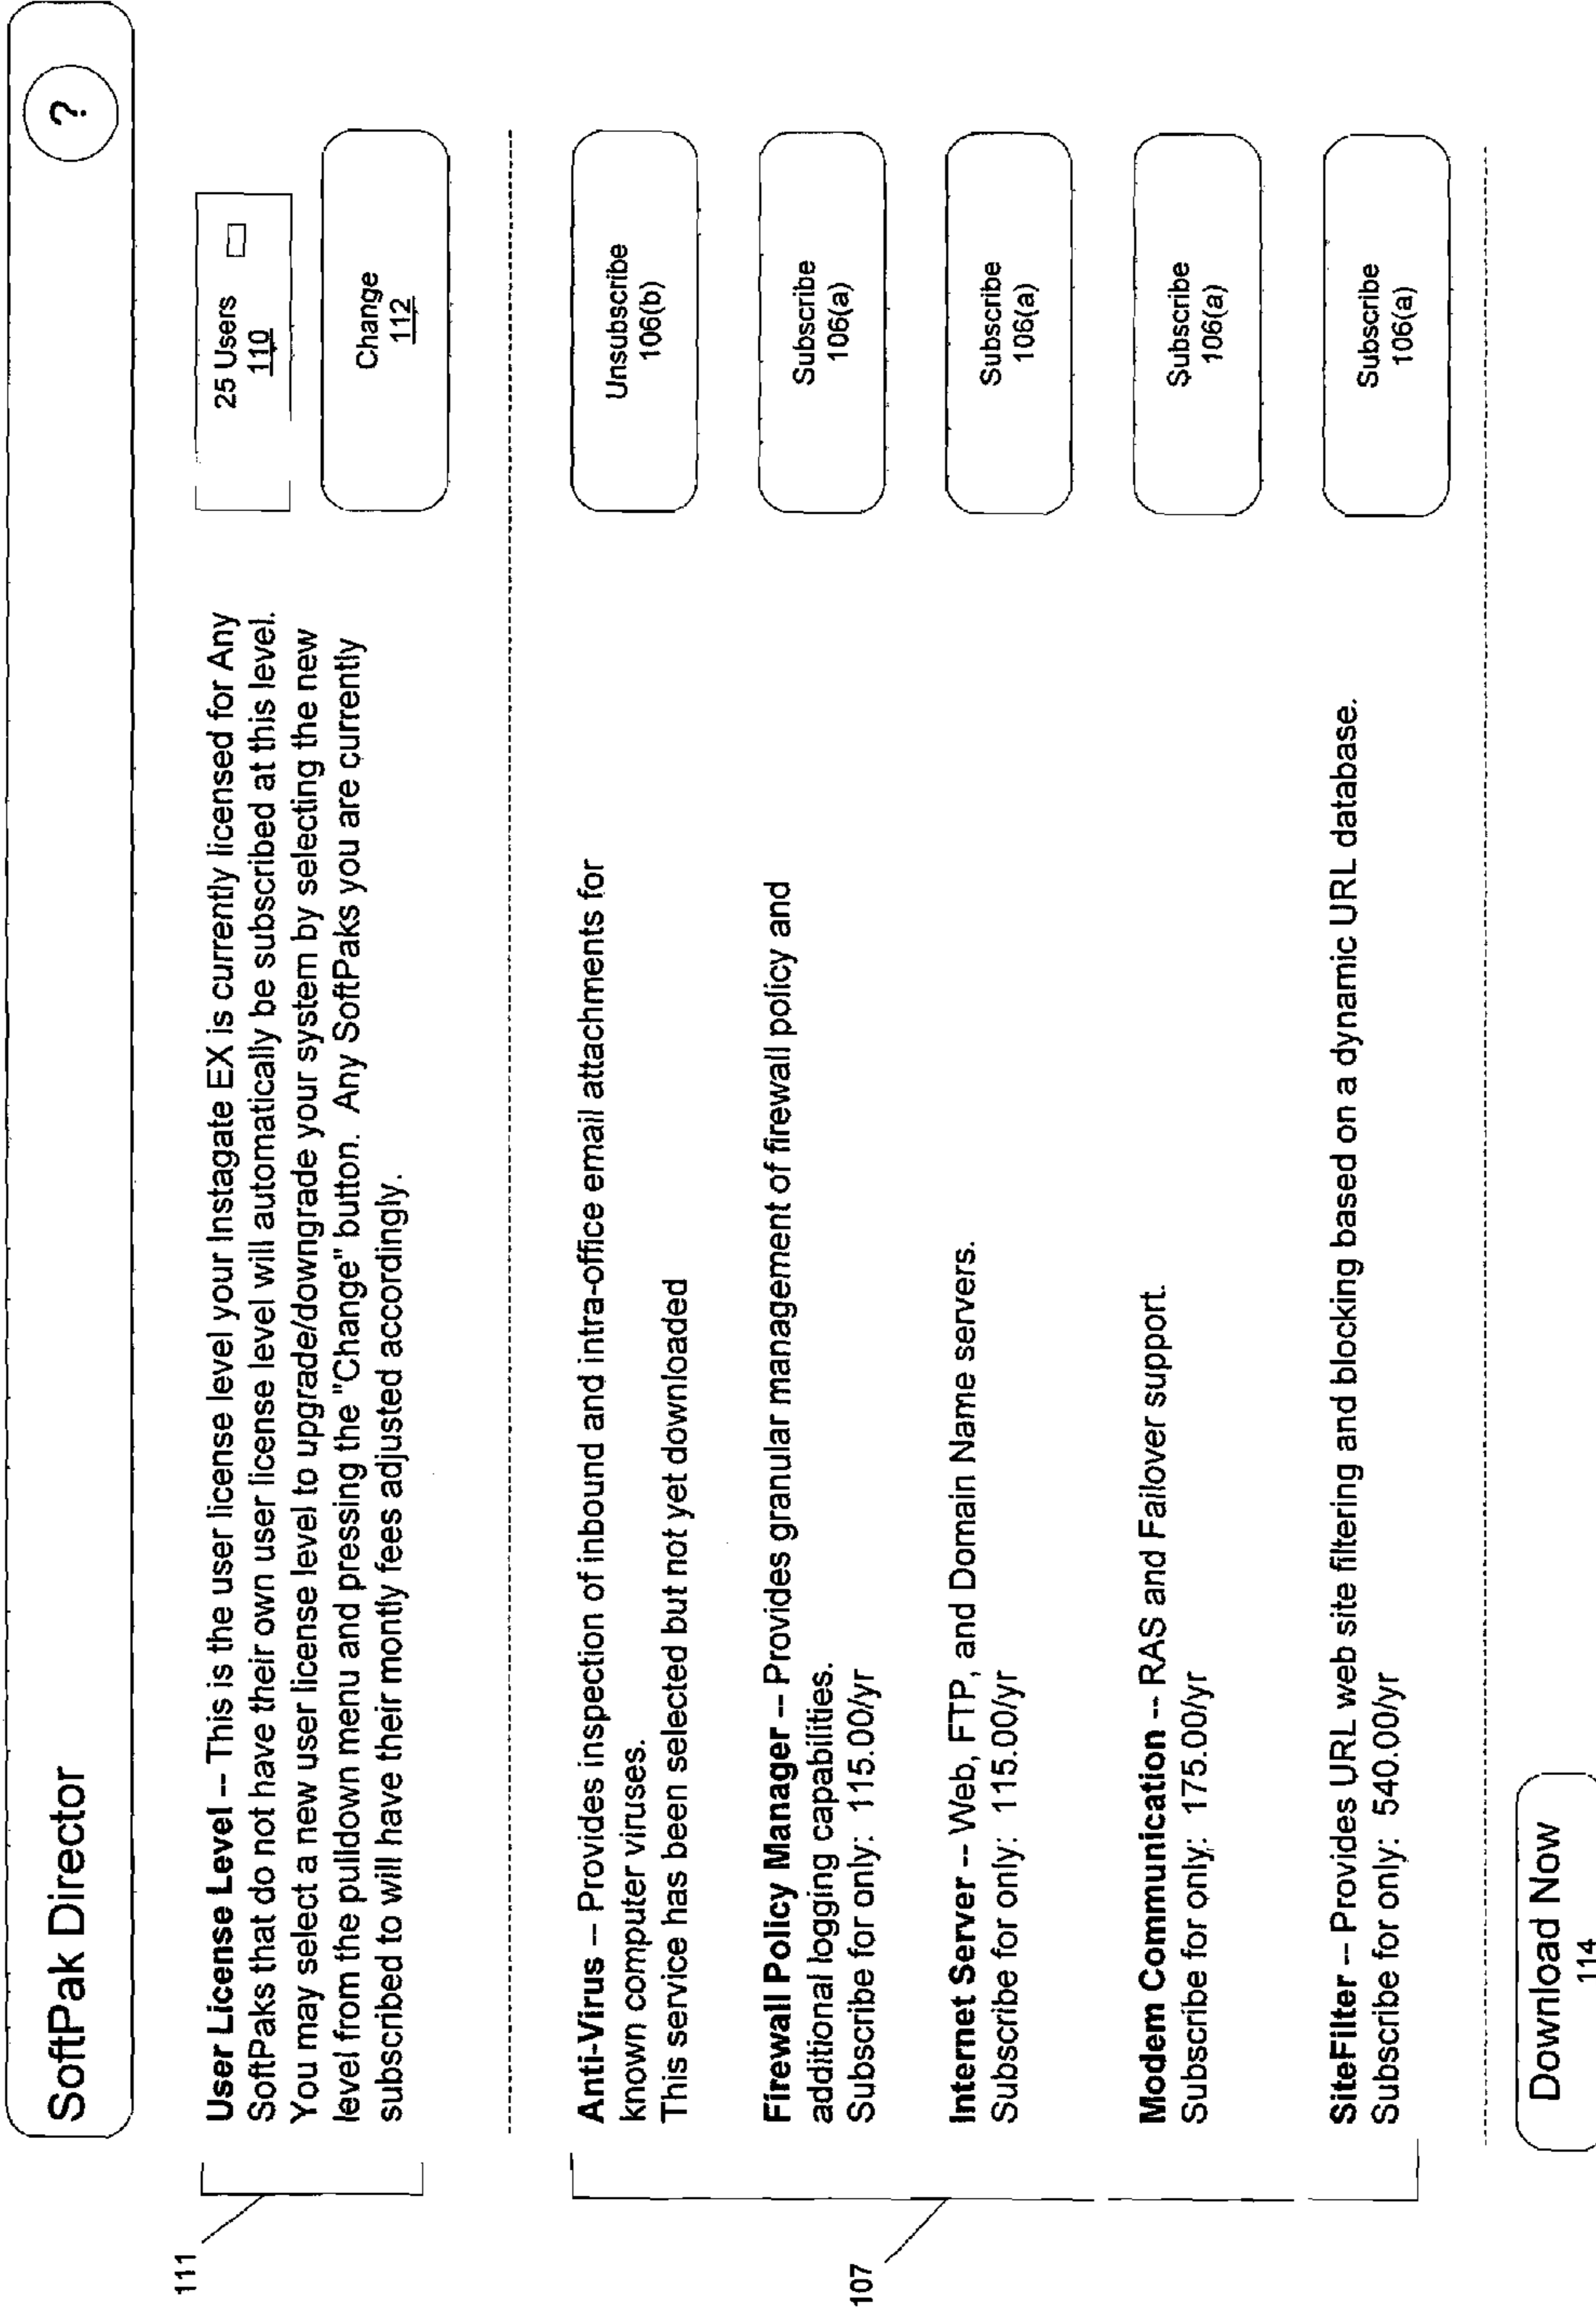 SoftPak Director
?
111
User License Level -- This is the user license level your Instagate EX is currently licensed for Any
SoftPaks that do not have their own user license level will automatically be subscribed at this level.
You may select a new user license level to upgrade/downgrade your system by selecting the new
level from the pulldown menu and pressing the "Change" button. Any SoftPaks you are currently
subscribed to will have their montly fees adjusted accordingly.
25 Users
110
Change
112
107
Anti-Virus -- Provides inspection of inbound and intra-office email attachments for
known computer viruses.
This service has been selected but not yet downloaded
Unsubscribe
106(b)
Firewall Policy Manager -- Provides granular management of firewall policy and
additional logging capabilities.
Subscribe for only: 115.00/yr
Subscribe
106(a)
Internet Server -- Web, FTP, and Domain Name servers.
Subscribe for only: 115.00/yr
Subscribe
106(a)
Modem Communication -- RAS and Failover support.
Subscribe for only: 175.00/yr
Subscribe
106(a)
SiteFilter -- Provides URL web site filtering and blocking based on a dynamic URL database.
Subscribe for only: 540.00/yr
Subscribe
106(a)
Download Now
114